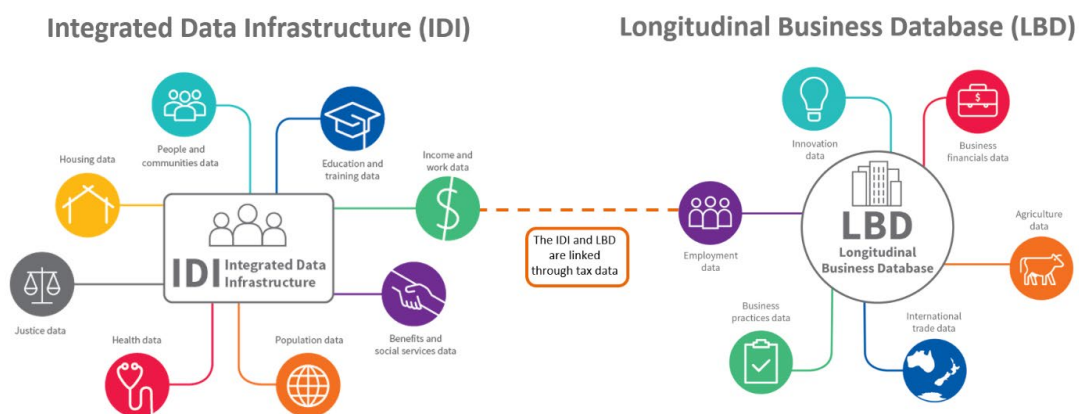 Integrated Data Infrastructure (IDI)
Longitudinal Business Database (LBD)
People and
communities data
Education and
training data
Housing data
Income and
work data
IDI
Integrated Data
Infrastructure
Justice data
Health data
Population data
Benefits and
social services data
The IDI and LBD
are linked
through tax data
Innovation
data
$
Business
financials data
Employment
data
LBD
Longitudinal
Business Database
Agriculture
data
Business
practices data
International
trade data